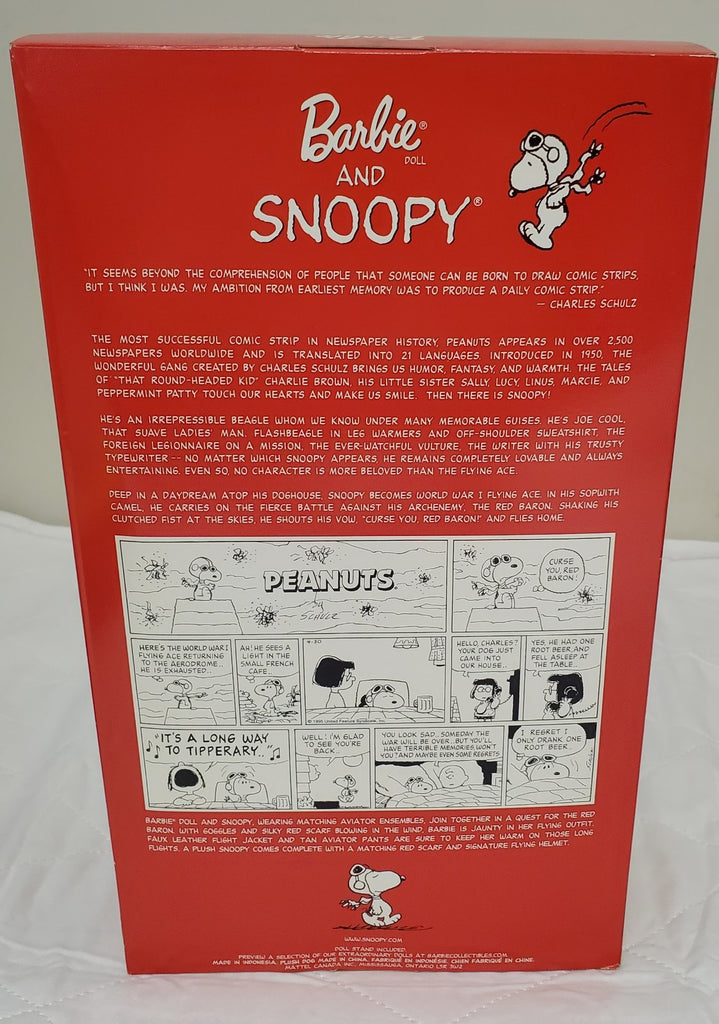 Barbie®
DOLL
AND
SNOOPY®
"IT SEEMS BEYOND THE COMPREHENSION OF PEOPLE THAT SOMEONE CAN BE BORN TO DRAW COMIC STRIPS,
BUT I THINK I WAS. MY AMBITION FROM EARLIEST MEMORY WAS TO PRODUCE A DAILY COMIC STRIP."
— CHARLES SCHULZ
THE MOST SUCCESSFUL COMIC STRIP IN NEWSPAPER HISTORY, PEANUTS APPEARS IN OVER 2,500
NEWSPAPERS WORLDWIDE AND IS TRANSLATED INTO 21 LANGUAGES. INTRODUCED IN 1950, THE
WONDERFUL GANG CREATED BY CHARLES SCHULZ BRINGS US HUMOR, FANTASY, AND WARMTH. THE TALES
OF "THAT ROUND-HEADED KID" CHARLIE BROWN, HIS LITTLE SISTER SALLY, LUCY, LINUS, MARCIE, AND
PEPPERMINT PATTY TOUCH OUR HEARTS AND MAKE US SMILE. THEN THERE IS SNOOPY!
HE'S AN IRREPRESSIBLE BEAGLE WHOM WE KNOW UNDER MANY MEMORABLE GUISES. HE'S JOE COOL,
THAT SUAVE LADIES' MAN. FLASHBEAGLE IN LEG WARMERS AND OFF-SHOULDER SWEATSHIRT, THE
FOREIGN LEGIONNAIRE ON A MISSION, THE EVER-WATCHFUL VULTURE, THE WRITER WITH HIS TRUSTY
TYPEWRITER -- NO MATTER WHICH SNOOPY APPEARS, HE REMAINS COMPLETELY LOVABLE AND ALWAYS
ENTERTAINING. EVEN SO, NO CHARACTER IS MORE BELOVED THAN THE FLYING ACE.
DEEP IN A DAYDREAM ATOP HIS DOGHOUSE, SNOOPY BECOMES WORLD WAR I FLYING ACE. IN HIS SOPWITH
CAMEL, HE CARRIES ON THE FIERCE BATTLE AGAINST HIS ARCHENEMY, THE RED BARON. SHAKING HIS
CLUTCHED FIST AT THE SKIES, HE SHOUTS HIS VOW, "CURSE YOU, RED BARON!" AND FLIES HOME.
PEANUTS®
by
SCHULZ
CURSE
YOU, RED
BARON!
HERE'S THE WORLD WAR I
FLYING ACE RETURNING
TO THE AERODROME..
HE IS EXHAUSTED..
AH! HE SEES A
LIGHT IN THE
SMALL FRENCH
CAFE
4-30
© 1995 United Feature Syndicate, Inc.
HELLO, CHARLES?
YOUR DOG JUST
CAME INTO
OUR HOUSE..
YES, HE HAD ONE
ROOT BEER, AND
FELL ASLEEP AT
THE TABLE..
"IT'S A LONG WAY
TO TIPPERARY.."
WELL! I'M GLAD
TO SEE YOU'RE
BACK..
YOU LOOK SAD.. SOMEDAY THE
WAR WILL BE OVER.. BUT YOU'LL
HAVE TERRIBLE MEMORIES, WON'T
YOU? AND MAYBE EVEN SOME REGRETS
I REGRET I
ONLY DRANK ONE
ROOT BEER..
BARBIE® DOLL AND SNOOPY, WEARING MATCHING AVIATOR ENSEMBLES, JOIN TOGETHER IN A QUEST FOR THE RED
BARON. WITH GOGGLES AND SILKY RED SCARF BLOWING IN THE WIND, BARBIE IS JAUNTY IN HER FLYING OUTFIT.
FAUX LEATHER FLIGHT JACKET AND TAN AVIATOR PANTS ARE SURE TO KEEP HER WARM ON THOSE LONG
FLIGHTS. A PLUSH SNOOPY COMES COMPLETE WITH A MATCHING RED SCARF AND SIGNATURE FLYING HELMET.
WWW.SNOOPY.COM
DOLL STAND INCLUDED.
PREVIEW A SELECTION OF OUR EXTRAORDINARY DOLLS AT BARBIECOLLECTIBLES.COM
MADE IN INDONESIA, PLUSH DOG MADE IN CHINA. FABRIQUÉ EN INDONÉSIE. CHIEN FABRIQUÉ EN CHINE.
MATTEL CANADA INC., MISSISSAUGA, ONTARIO L5R 3W2